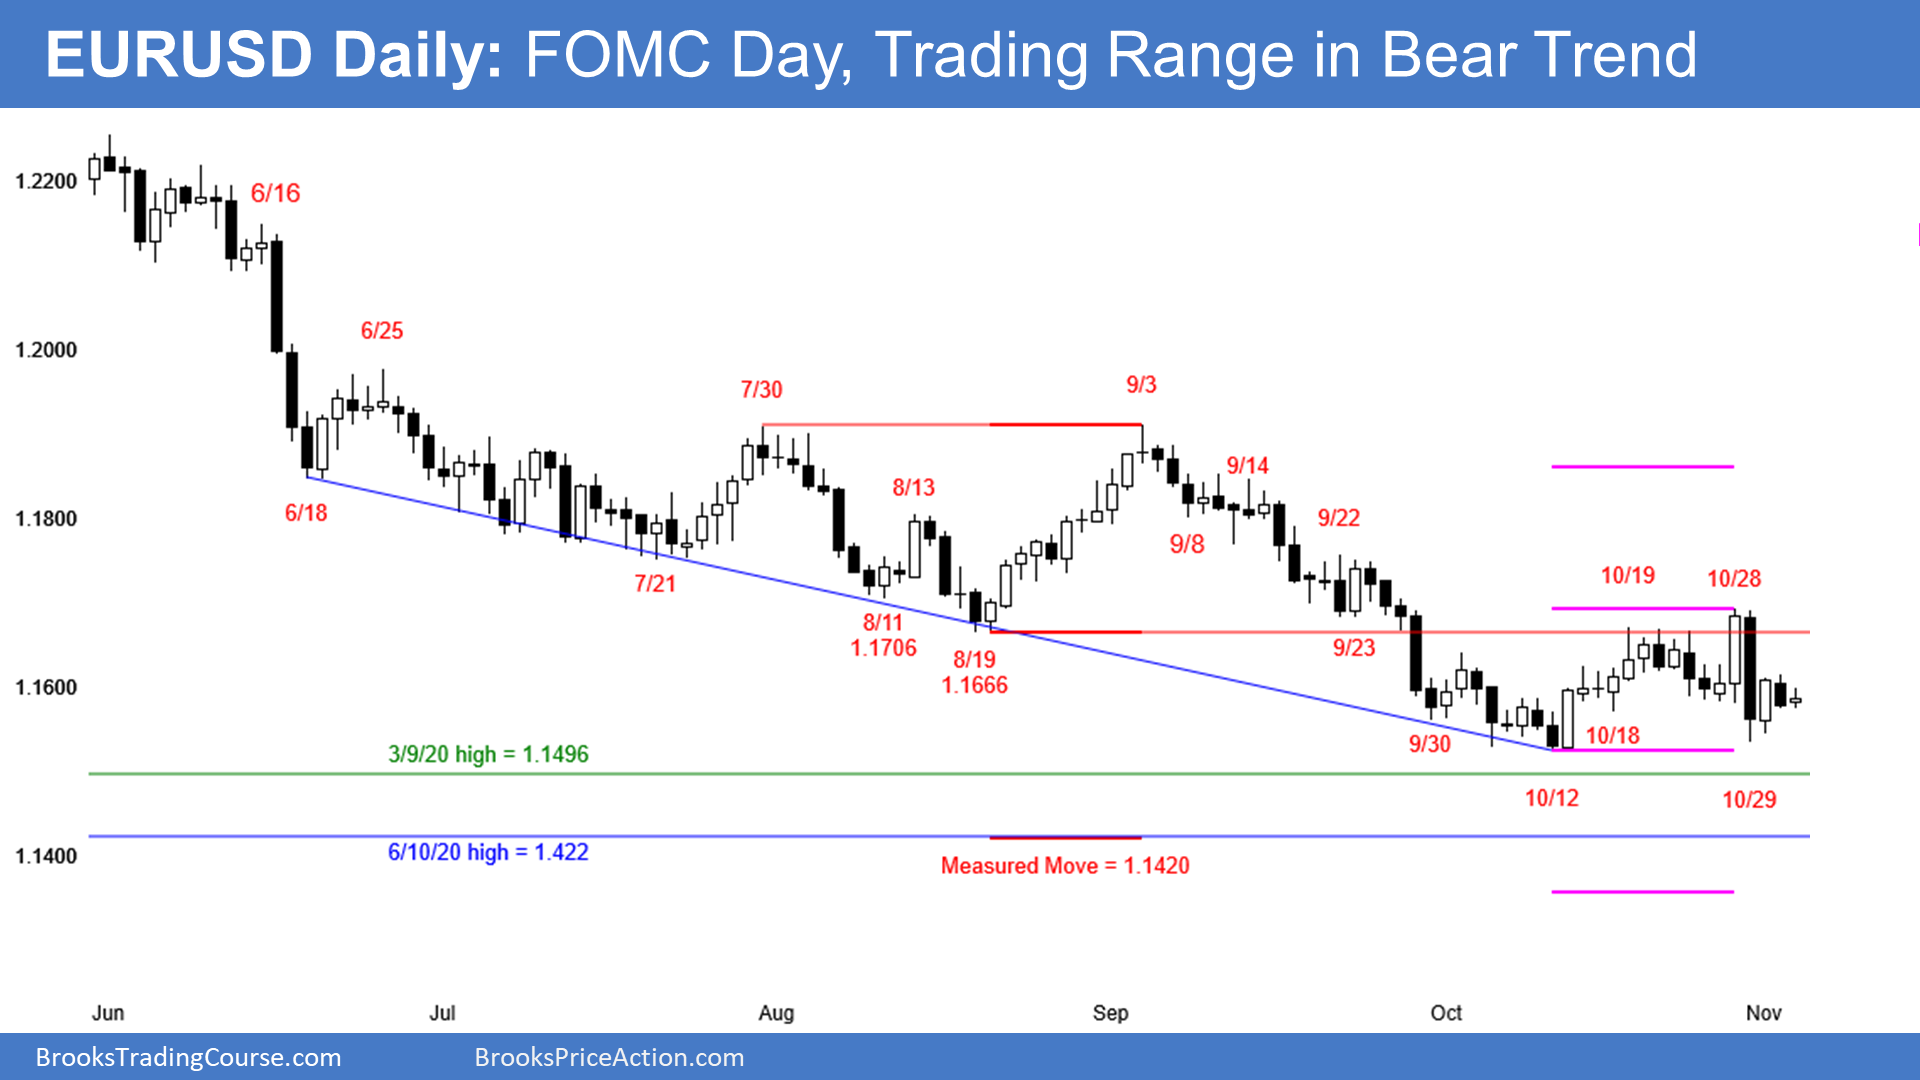 EURUSD Daily: FOMC Day, Trading Range in Bear Trend
1.2200
1.2000
1.1800
1.1600
1.1400
6/16
6/25
6/18
7/21
7/30
8/13
8/11
1.1706
8/19
1.1666
9/3
9/14
9/8
9/22
9/23
9/30
10/19
10/28
10/18
10/12
10/29
3/9/20 high = 1.1496
6/10/20 high = 1.422
Measured Move = 1.1420
Jun
Jul
Aug
Sep
Oct
Nov
BrooksTradingCourse.com
BrooksPriceAction.com